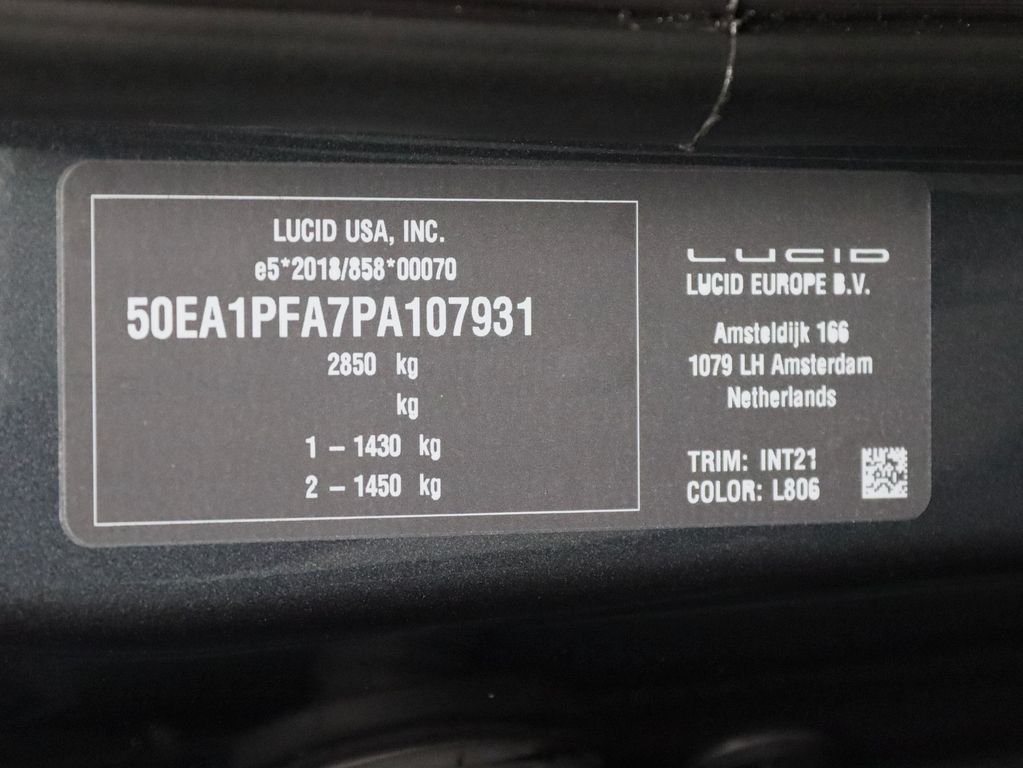 LUCID USA, INC.
e5*2018/858*00070
50EA1PFA7PA107931
2850 kg
kg
1 - 1430 kg
2 - 1450 kg
LUCID
LUCID EUROPE B.V.
Amsteldijk 166
1079 LH Amsterdam
Netherlands
TRIM: INT21
COLOR: L806